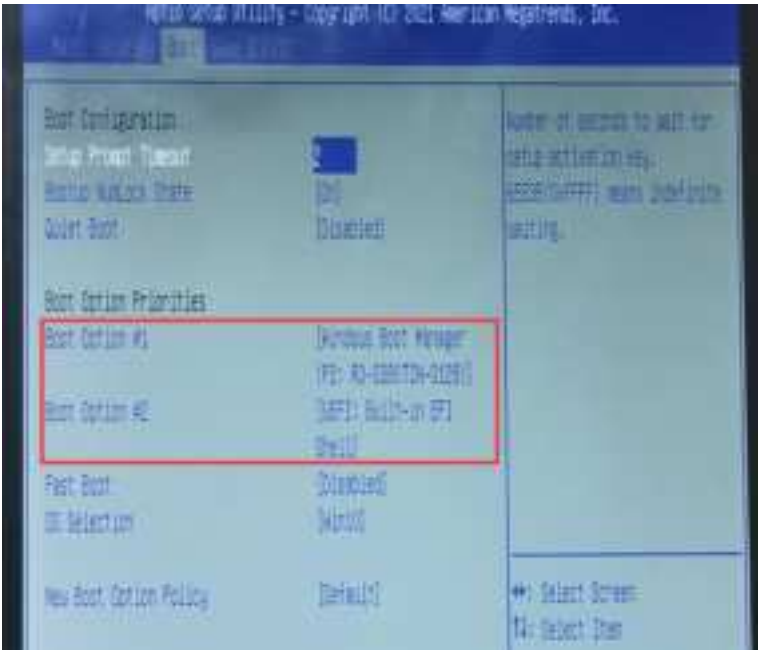 Aptio Setup Utility - Copyright (C) 2021 American Megatrends, Inc.
Boot
Boot Configuration
Setup Prompt Timeout
Bootup NumLock State [On]
Quiet Boot [Disabled]
Boot Option Priorities
Boot Option #1 [Windows Boot Manager
Boot Option #2 [UEFI: Built-in EFI
Shell]
Fast Boot [Disabled]
OS Selection
New Boot Option Policy [Default]
Number of seconds to wait for
setup activation key.
65535(0xFFFF) means indefinite
waiting.
: Select Screen
↑↓: Select Item